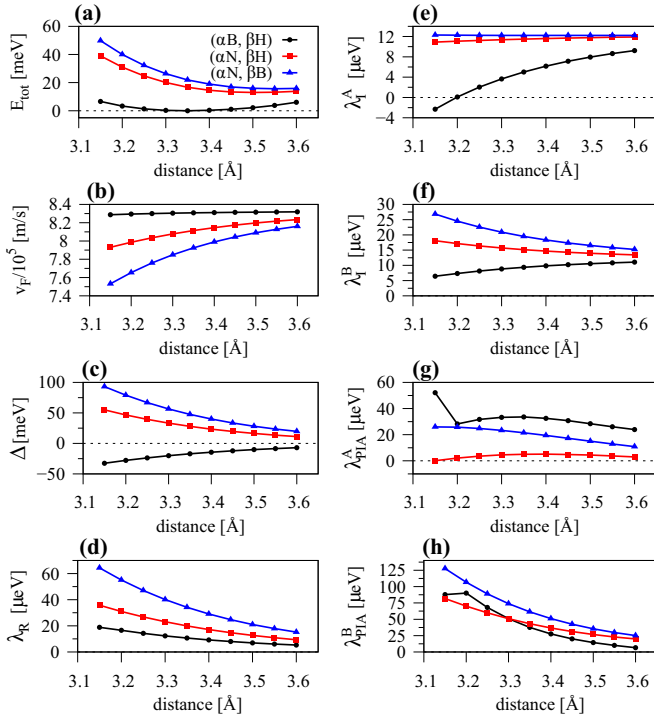 (a)
E_tot [meV]
60
40
20
0
(αB, βH)
(αN, βH)
(αN, βB)
3.1 3.2 3.3 3.4 3.5 3.6
distance [Å]
(b)
v_F/10^5 [m/s]
8.4
8.2
8
7.8
7.6
7.4
3.1 3.2 3.3 3.4 3.5 3.6
distance [Å]
(c)
Δ [meV]
100
50
0
−50
3.1 3.2 3.3 3.4 3.5 3.6
distance [Å]
(d)
λ_R [μeV]
60
40
20
0
3.1 3.2 3.3 3.4 3.5 3.6
distance [Å]
(e)
λ_I^A [μeV]
12
8
4
0
−4
3.1 3.2 3.3 3.4 3.5 3.6
distance [Å]
(f)
λ_I^B [μeV]
30
25
20
15
10
5
0
3.1 3.2 3.3 3.4 3.5 3.6
distance [Å]
(g)
λ_PIA^A [μeV]
60
40
20
0
3.1 3.2 3.3 3.4 3.5 3.6
distance [Å]
(h)
λ_PIA^B [μeV]
125
100
75
50
25
0
3.1 3.2 3.3 3.4 3.5 3.6
distance [Å]